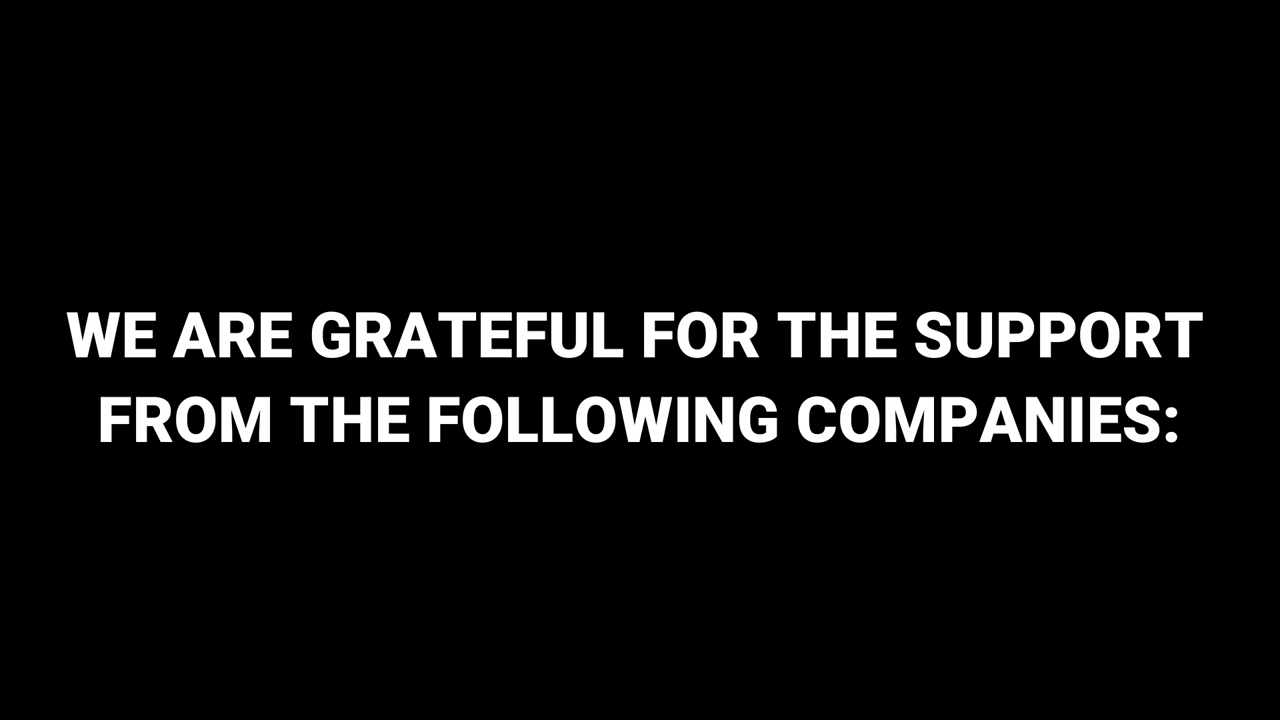 WE ARE GRATEFUL FOR THE SUPPORT
FROM THE FOLLOWING COMPANIES: